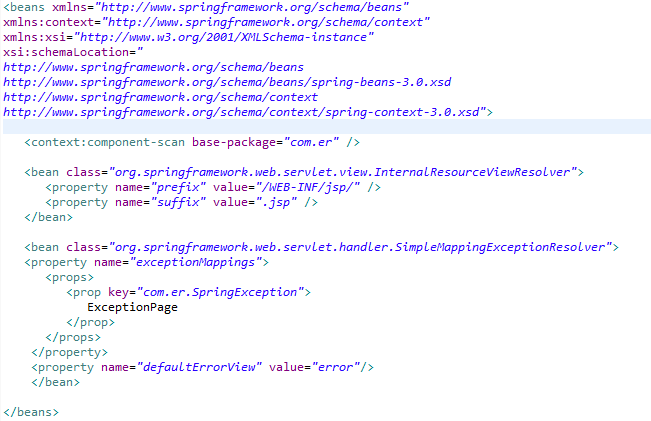 <beans xmlns="http://www.springframework.org/schema/beans"
xmlns:context="http://www.springframework.org/schema/context"
xmlns:xsi="http://www.w3.org/2001/XMLSchema-instance"
xsi:schemaLocation="
http://www.springframework.org/schema/beans
http://www.springframework.org/schema/beans/spring-beans-3.0.xsd
http://www.springframework.org/schema/context
http://www.springframework.org/schema/context/spring-context-3.0.xsd">
<context:component-scan base-package="com.er" />
<bean class="org.springframework.web.servlet.view.InternalResourceViewResolver">
<property name="prefix" value="/WEB-INF/jsp/" />
<property name="suffix" value=".jsp" />
</bean>
<bean class="org.springframework.web.servlet.handler.SimpleMappingExceptionResolver">
<property name="exceptionMappings">
<props>
<prop key="com.er.SpringException">
ExceptionPage
</prop>
</props>
</property>
<property name="defaultErrorView" value="error"/>
</bean>
</beans>